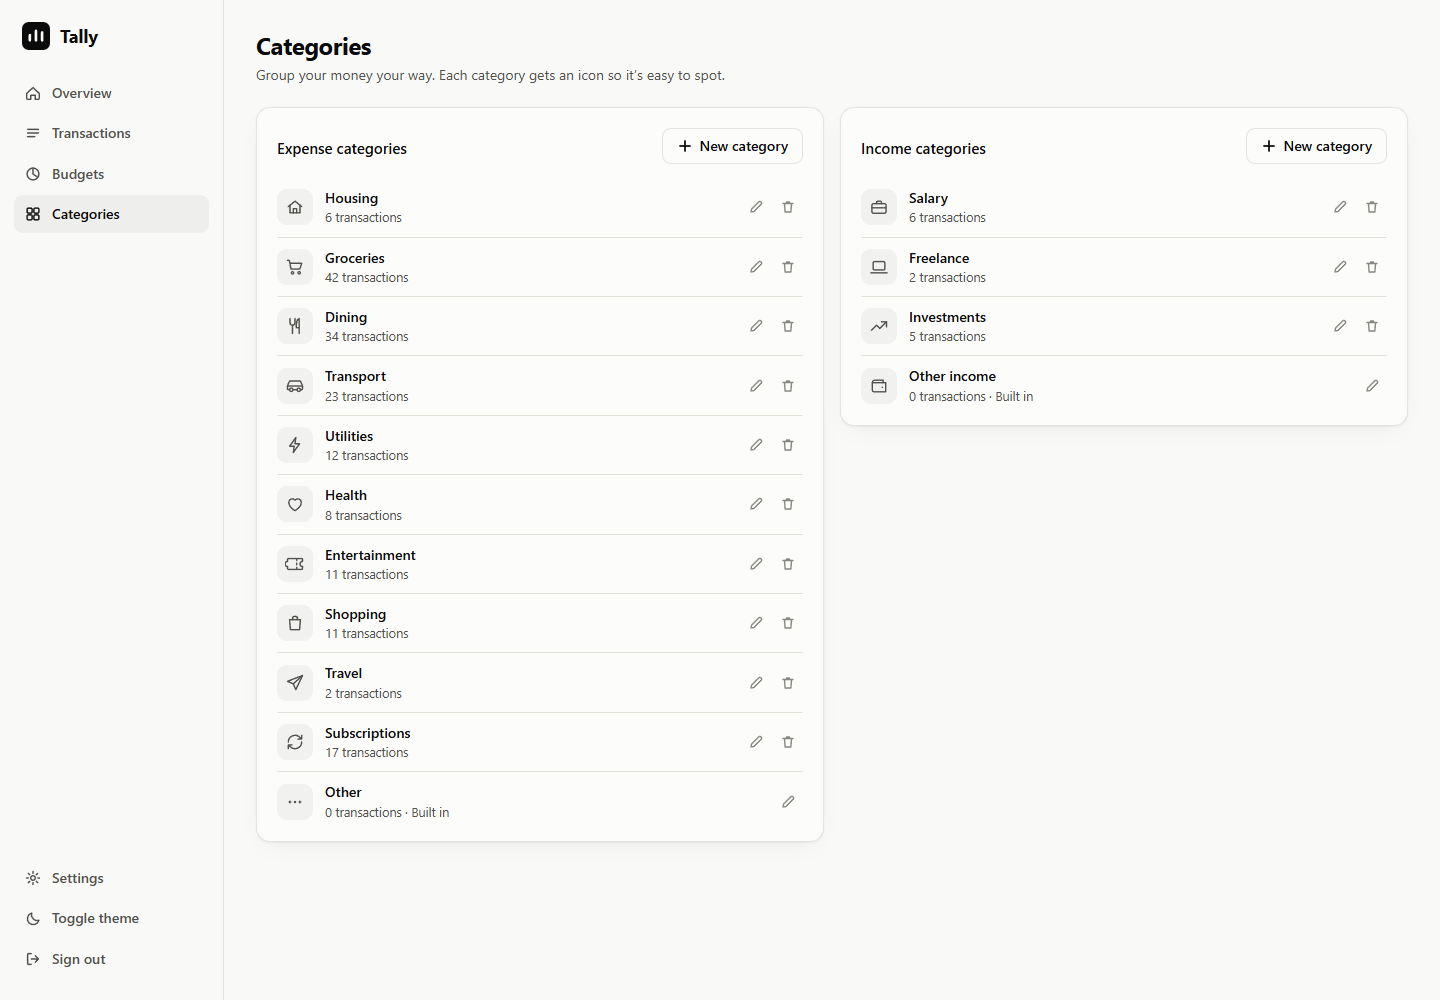 Tally
Overview
Transactions
Budgets
Categories
Settings
Toggle theme
Sign out
Categories
Group your money your way. Each category gets an icon so it's easy to spot.
Expense categories
New category
Housing
6 transactions
Groceries
42 transactions
Dining
34 transactions
Transport
23 transactions
Utilities
12 transactions
Health
8 transactions
Entertainment
11 transactions
Shopping
11 transactions
Travel
2 transactions
Subscriptions
17 transactions
Other
0 transactions · Built in
Income categories
New category
Salary
6 transactions
Freelance
2 transactions
Investments
5 transactions
Other income
0 transactions · Built in